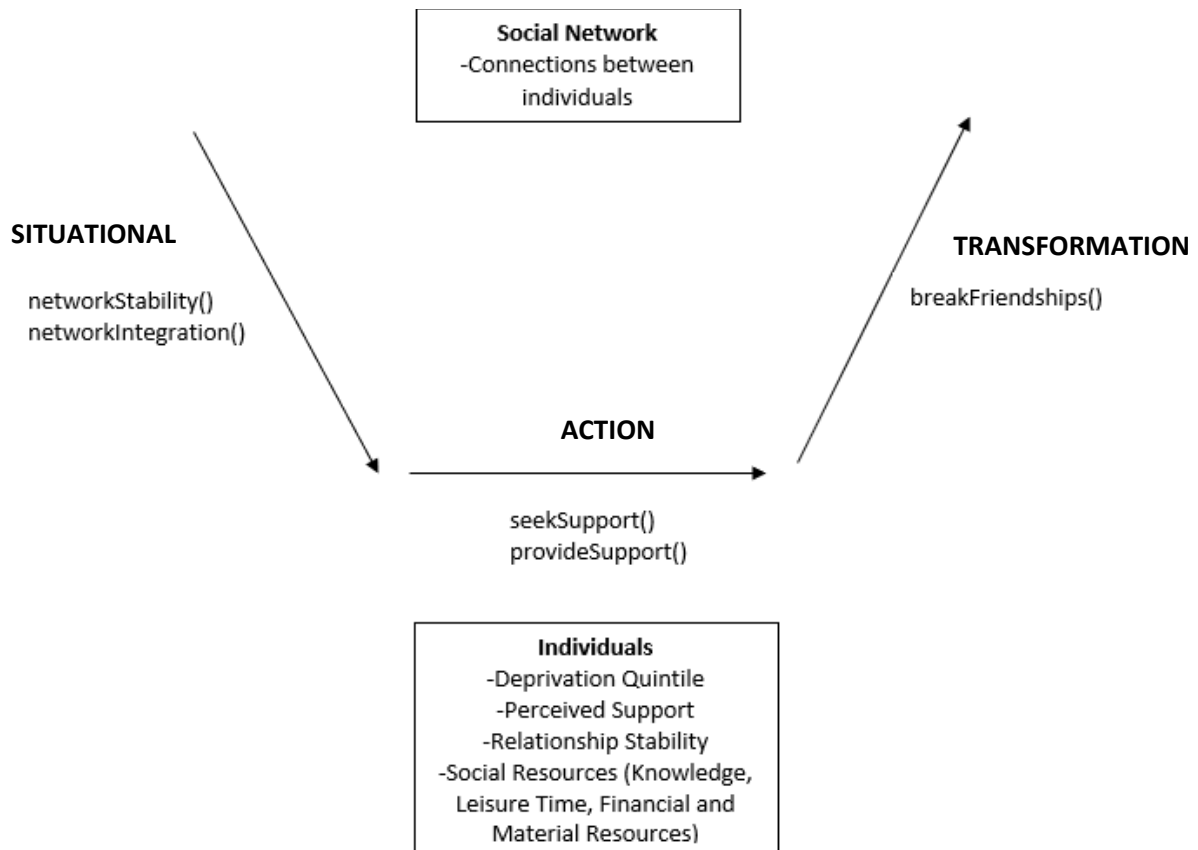 Social Network
-Connections between
individuals
SITUATIONAL
TRANSFORMATION
networkStability()
networkIntegration()
breakFriendships()
ACTION
seekSupport()
provideSupport()
Individuals
-Deprivation Quintile
-Perceived Support
-Relationship Stability
-Social Resources (Knowledge,
Leisure Time, Financial and
Material Resources)